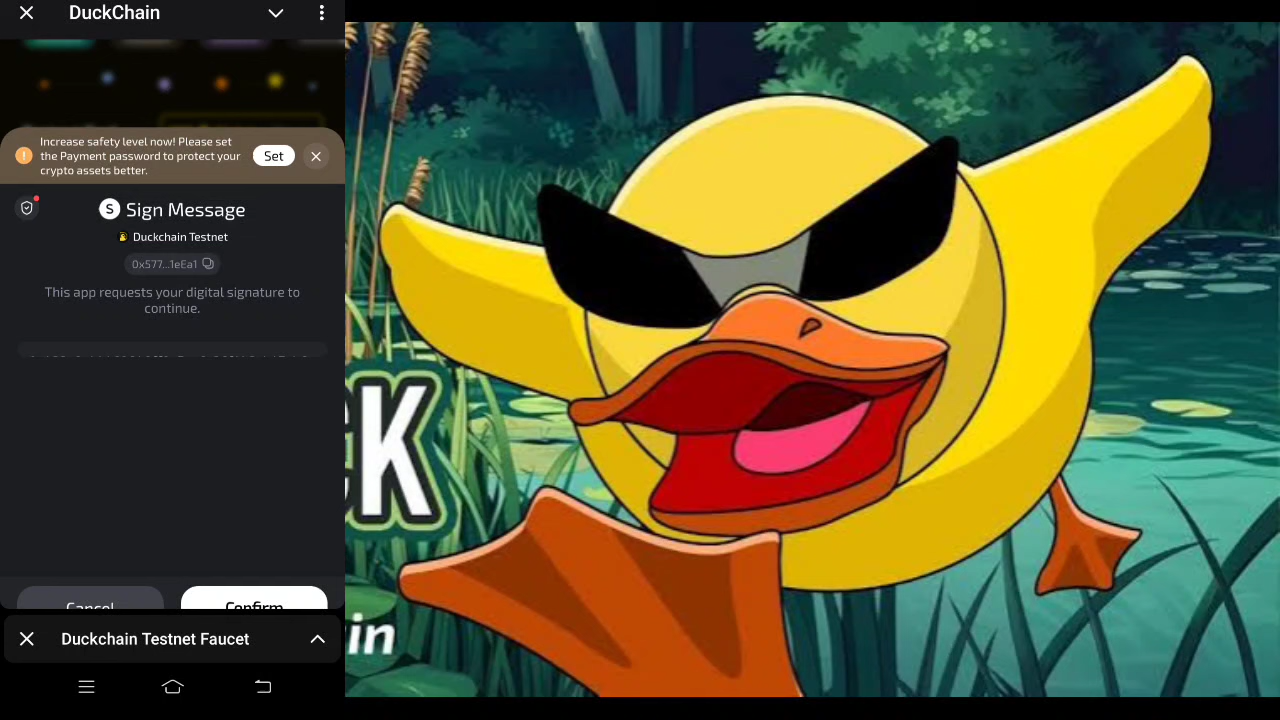 DuckChain
Increase safety level now! Please set
the Payment password to protect your
crypto assets better.
Set
S Sign Message
Duckchain Testnet
0x577...1eEa1
This app requests your digital signature to
continue.
Cancel
Confirm
Duckchain Testnet Faucet
CK
in